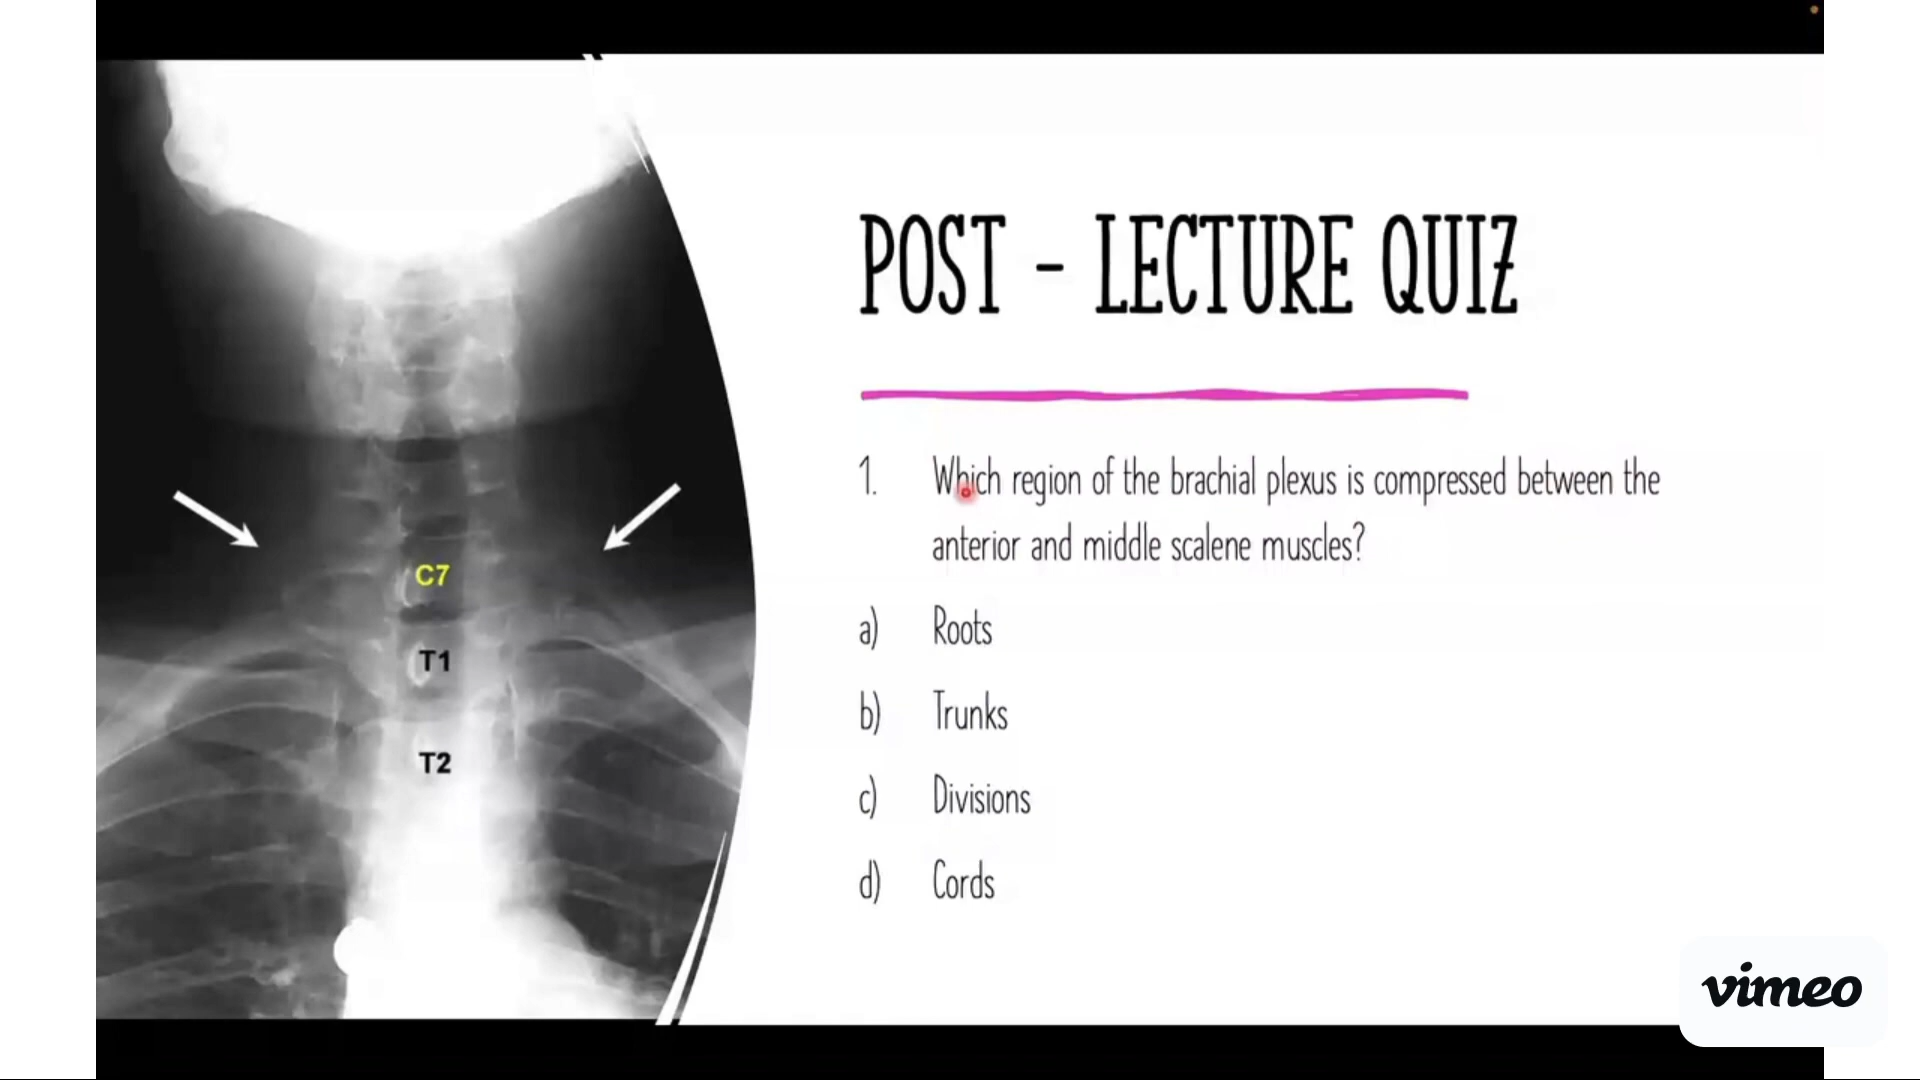 POST - LECTURE QUIZ
1. Which region of the brachial plexus is compressed between the
anterior and middle scalene muscles?
a) Roots
b) Trunks
c) Divisions
d) Cords
C7
T1
T2
vimeo